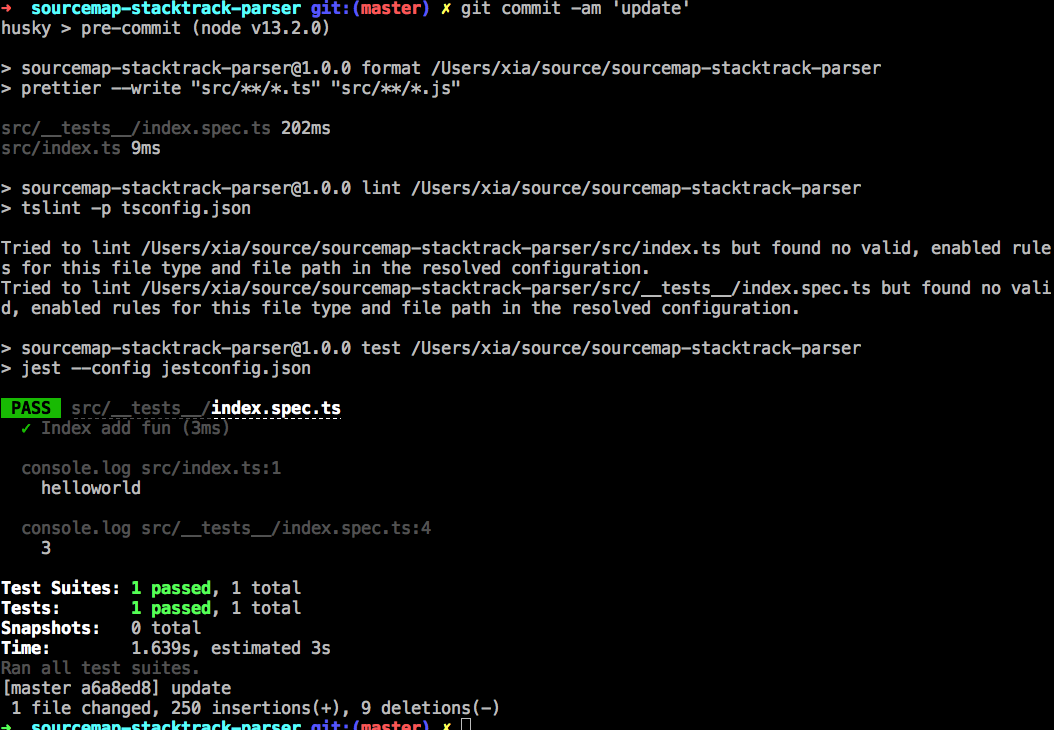 ➜  sourcemap-stacktrack-parser git:(master) ✗ git commit -am 'update'
husky > pre-commit (node v13.2.0)
> sourcemap-stacktrack-parser@1.0.0 format /Users/xia/source/sourcemap-stacktrack-parser
> prettier --write "src/**/*.ts" "src/**/*.js"
src/__tests__/index.spec.ts 202ms
src/index.ts 9ms
> sourcemap-stacktrack-parser@1.0.0 lint /Users/xia/source/sourcemap-stacktrack-parser
> tslint -p tsconfig.json
Tried to lint /Users/xia/source/sourcemap-stacktrack-parser/src/index.ts but found no valid, enabled rule
s for this file type and file path in the resolved configuration.
Tried to lint /Users/xia/source/sourcemap-stacktrack-parser/src/__tests__/index.spec.ts but found no vali
d, enabled rules for this file type and file path in the resolved configuration.
> sourcemap-stacktrack-parser@1.0.0 test /Users/xia/source/sourcemap-stacktrack-parser
> jest --config jestconfig.json
PASS src/__tests__/index.spec.ts
✓ Index add fun (3ms)
console.log src/index.ts:1
helloworld
console.log src/__tests__/index.spec.ts:4
3
Test Suites: 1 passed, 1 total
Tests:       1 passed, 1 total
Snapshots:   0 total
Time:        1.639s, estimated 3s
Ran all test suites.
[master a6a8ed8] update
1 file changed, 250 insertions(+), 9 deletions(-)
➜  sourcemap-stacktrack-parser git:(master) ✗